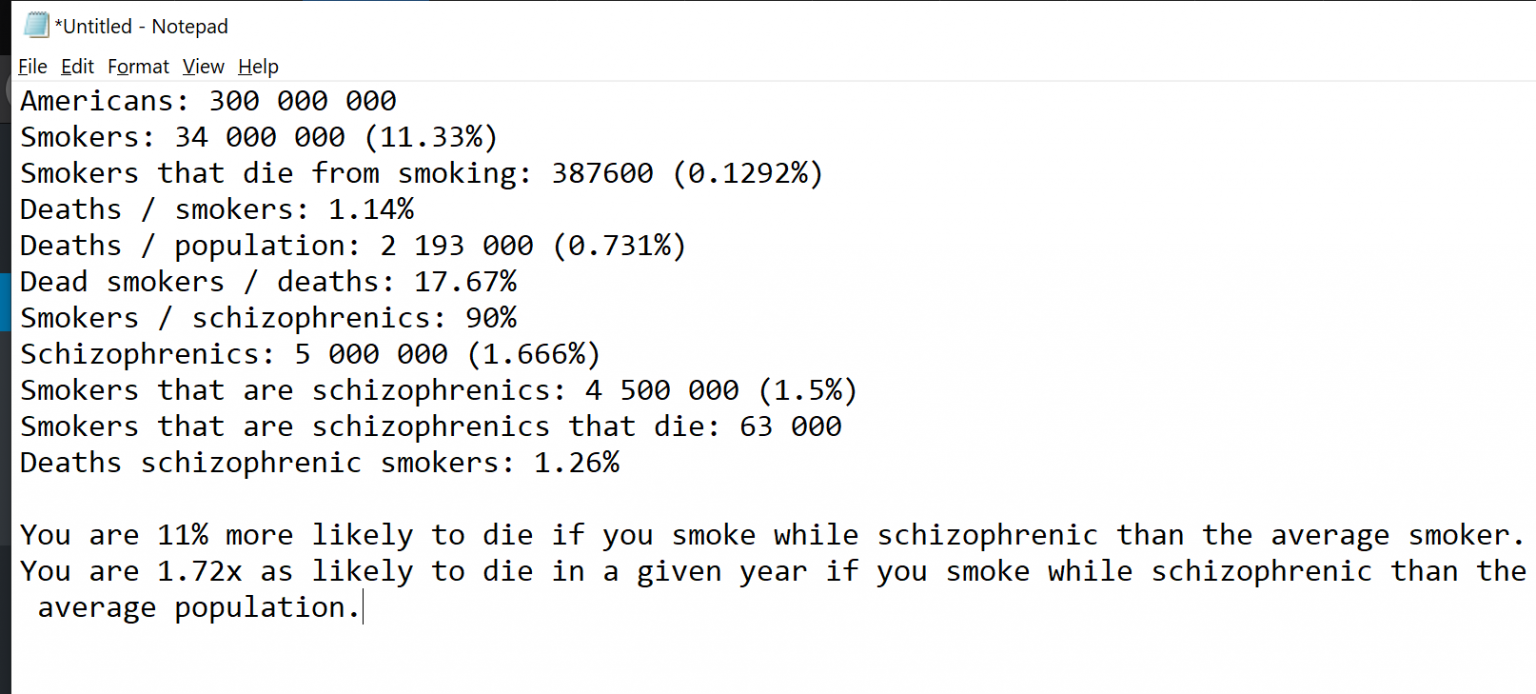 *Untitled - Notepad
File Edit Format View Help
Americans: 300 000 000
Smokers: 34 000 000 (11.33%)
Smokers that die from smoking: 387600 (0.1292%)
Deaths / smokers: 1.14%
Deaths / population: 2 193 000 (0.731%)
Dead smokers / deaths: 17.67%
Smokers / schizophrenics: 90%
Schizophrenics: 5 000 000 (1.666%)
Smokers that are schizophrenics: 4 500 000 (1.5%)
Smokers that are schizophrenics that die: 63 000
Deaths schizophrenic smokers: 1.26%
You are 11% more likely to die if you smoke while schizophrenic than the average smoker.
You are 1.72x as likely to die in a given year if you smoke while schizophrenic than the
average population.